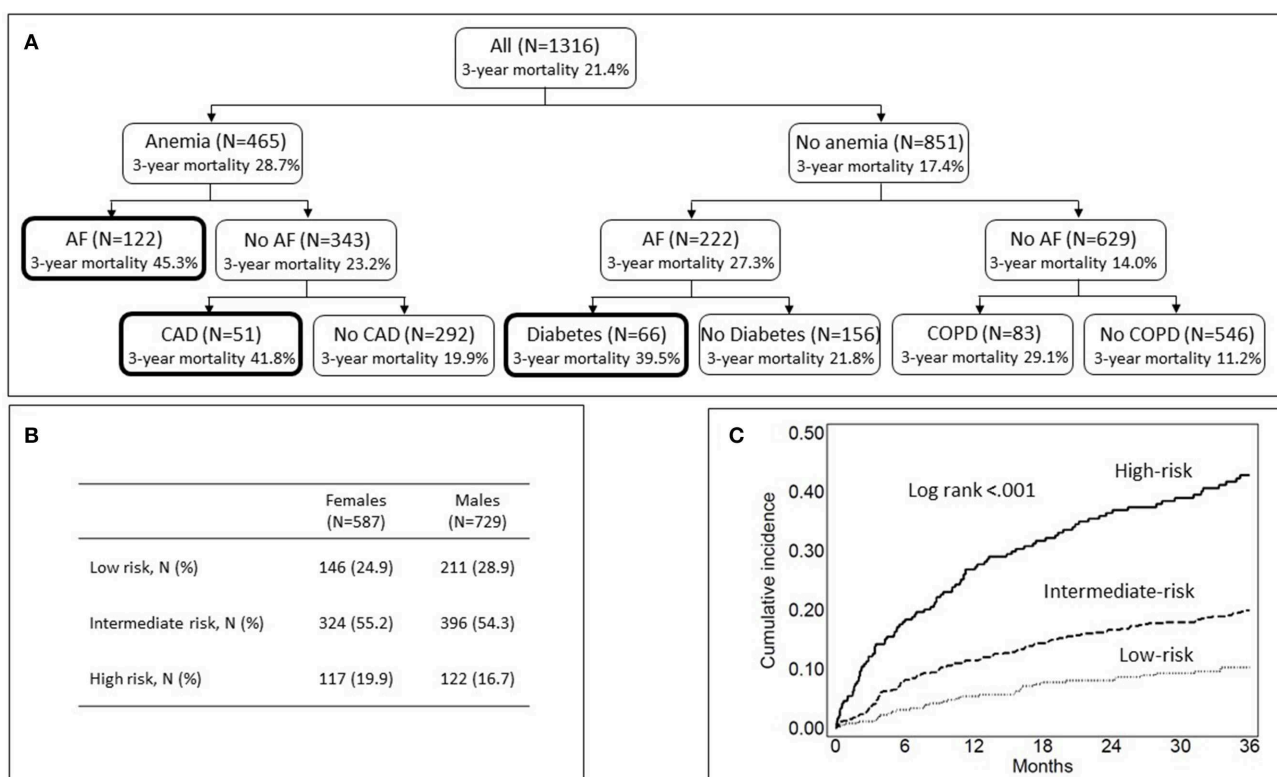 A
All (N=1316)
3-year mortality 21.4%
Anemia (N=465)
3-year mortality 28.7%
No anemia (N=851)
3-year mortality 17.4%
AF (N=122)
3-year mortality 45.3%
No AF (N=343)
3-year mortality 23.2%
AF (N=222)
3-year mortality 27.3%
No AF (N=629)
3-year mortality 14.0%
CAD (N=51)
3-year mortality 41.8%
No CAD (N=292)
3-year mortality 19.9%
Diabetes (N=66)
3-year mortality 39.5%
No Diabetes (N=156)
3-year mortality 21.8%
COPD (N=83)
3-year mortality 29.1%
No COPD (N=546)
3-year mortality 11.2%
B
Females Males
(N=587) (N=729)
Low risk, N (%) 146 (24.9) 211 (28.9)
Intermediate risk, N (%) 324 (55.2) 396 (54.3)
High risk, N (%) 117 (19.9) 122 (16.7)
C
Cumulative incidence
0.50
0.40
0.30
0.20
0.10
0.00
Log rank <.001
High-risk
Intermediate-risk
Low-risk
0 6 12 18 24 30 36
Months